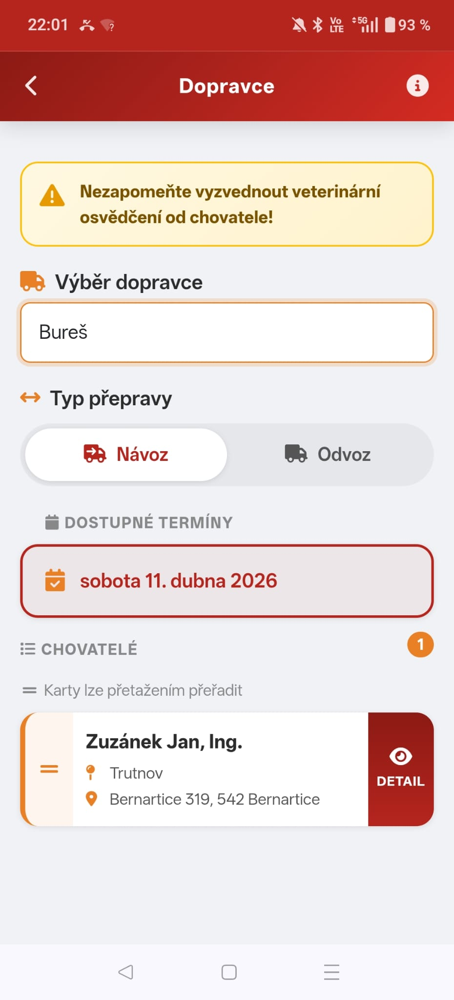 22:01
Vo LTE
5G
93 %
Dopravce
Nezapomeňte vyzvednout veterinární
osvědčení od chovatele!
Výběr dopravce
Bureš
Typ přepravy
Návoz
Odvoz
DOSTUPNÉ TERMÍNY
sobota 11. dubna 2026
CHOVATELÉ
1
Karty lze přetažením přeřadit
Zuzánek Jan, Ing.
Trutnov
Bernartice 319, 542 Bernartice
DETAIL